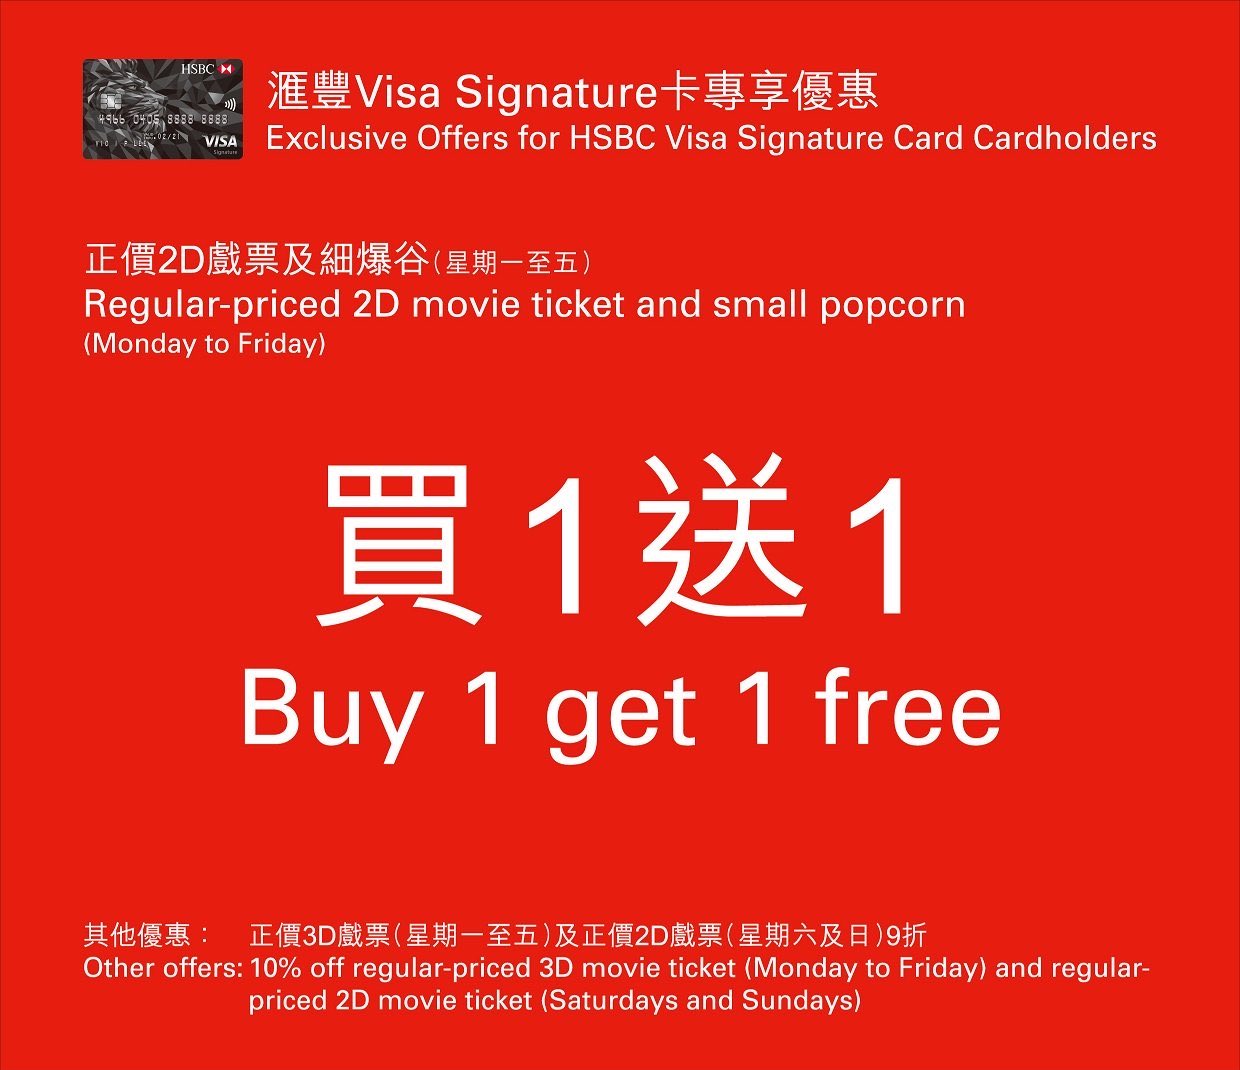 HSBC
4966 0405 8888 8888
02/21
VISA
Signature
滙豐Visa Signature卡專享優惠
Exclusive Offers for HSBC Visa Signature Card Cardholders
正價2D戲票及細爆谷(星期一至五)
Regular-priced 2D movie ticket and small popcorn
(Monday to Friday)
買1送1
Buy 1 get 1 free
其他優惠： 正價3D戲票(星期一至五)及正價2D戲票(星期六及日)9折
Other offers: 10% off regular-priced 3D movie ticket (Monday to Friday) and regular-
priced 2D movie ticket (Saturdays and Sundays)